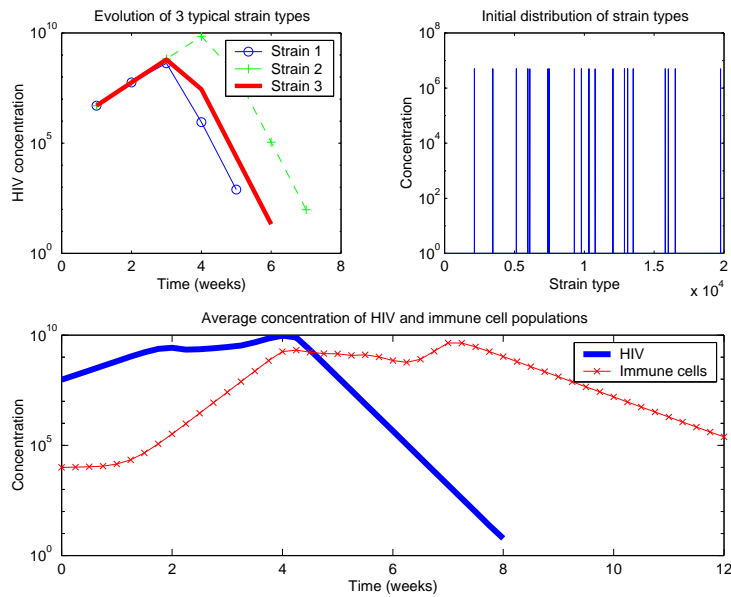 Evolution of 3 typical strain types
HIV concentration
10^10
10^5
10^0
0 2 4 6 8
Time (weeks)
Strain 1
Strain 2
Strain 3
Initial distribution of strain types
Concentration
10^8
10^6
10^4
10^2
10^0
0 0.5 1 1.5 2
Strain type
x 10^4
Average concentration of HIV and immune cell populations
Concentration
10^10
10^5
10^0
0 2 4 6 8 10 12
Time (weeks)
HIV
Immune cells